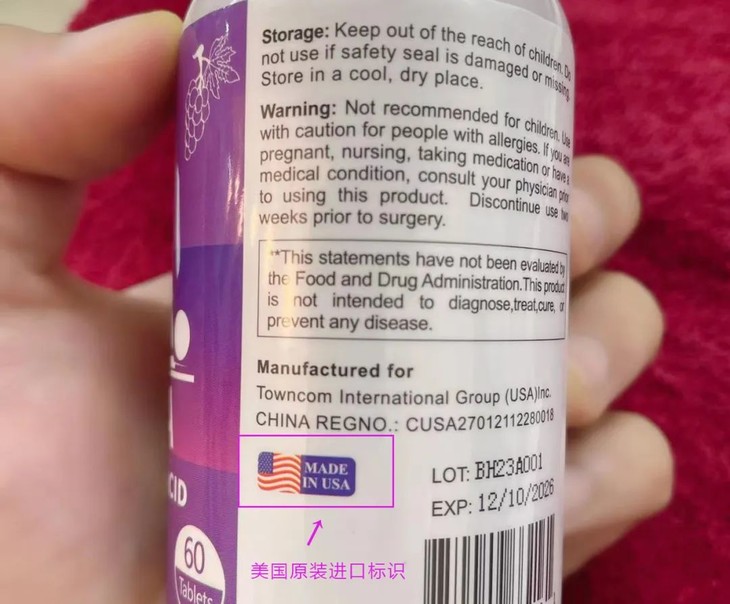 Storage: Keep out of the reach of children. Do
not use if safety seal is damaged or missing.
Store in a cool, dry place.
Warning: Not recommended for children. Use
with caution for people with allergies. If you are
pregnant, nursing, taking medication or have a
medical condition, consult your physician prior
to using this product. Discontinue use two
weeks prior to surgery.
**This statements have not been evaluated by
the Food and Drug Administration.This product
is not intended to diagnose,treat,cure, or
prevent any disease.
Manufactured for
Towncom International Group (USA)Inc.
CHINA REGNO.: CUSA27012112280018
MADE
IN USA
LOT: BH23A001
EXP: 12/10/2026
美国原装进口标识
CID
60
Tablets